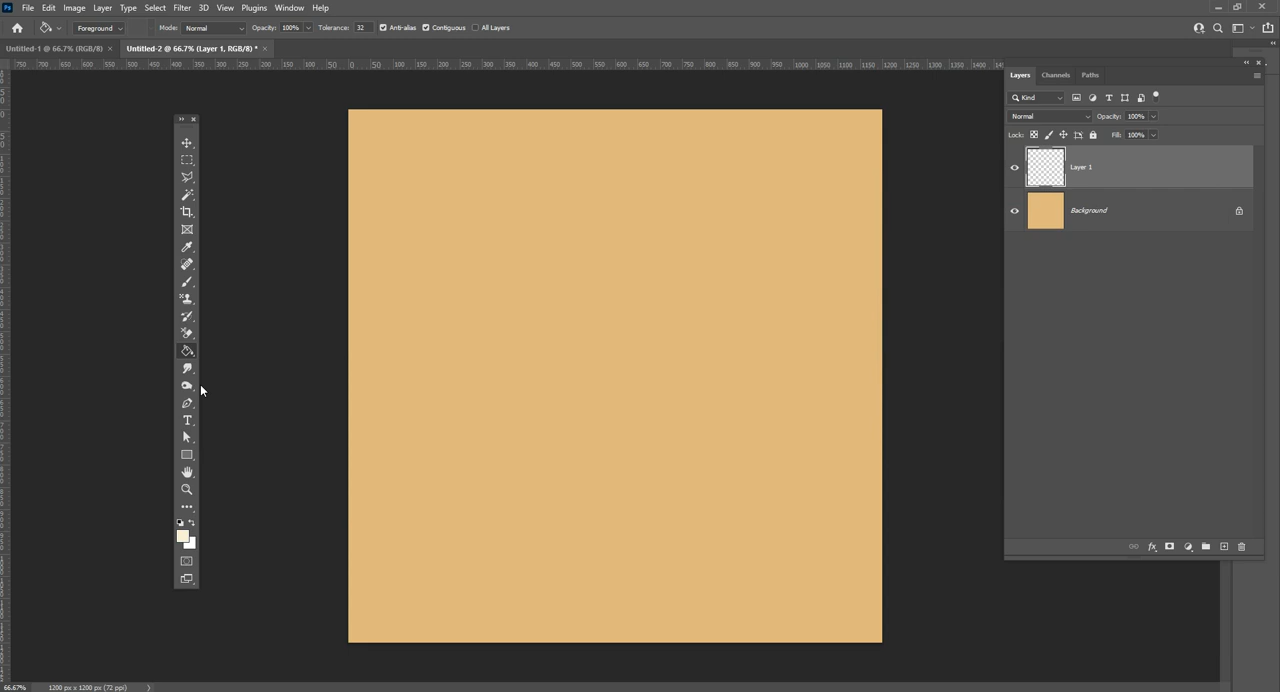 Ps File Edit Image Layer Type Select Filter 3D View Plugins Window Help
Foreground Mode: Normal Opacity: 100% Tolerance: 32 Anti-alias Contiguous All Layers
Untitled-1 @ 66.7% (RGB/8) × Untitled-2 @ 66.7% (Layer 1, RGB/8) * ×
750 700 650 600 550 500 450 400 350 300 250 200 150 100 50 0 50 100 150 200 250 300 350 400 450 500 550 600 650 700 750 800 850 900 950 1000 1050 1100 1150 1200 1250 1300 1350 1400
Layers Channels Paths
Kind
Normal Opacity: 100%
Lock: Fill: 100%
Layer 1
Background
T
fx
66.67% 1200 px x 1200 px (72 ppi)